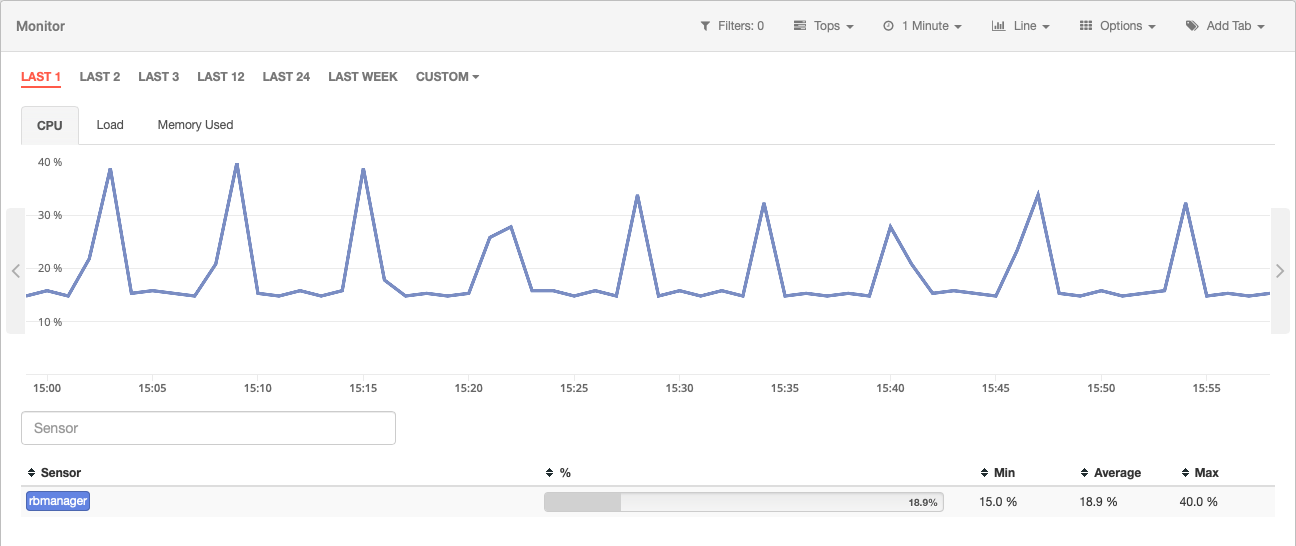 Monitor Filters: 0 Tops 1 Minute Line Options Add Tab
LAST 1 LAST 2 LAST 3 LAST 12 LAST 24 LAST WEEK CUSTOM
CPU Load Memory Used
40 %
30 %
20 %
10 %
15:00 15:05 15:10 15:15 15:20 15:25 15:30 15:35 15:40 15:45 15:50 15:55
Sensor
Sensor % Min Average Max
rbmanager 18.9% 15.0 % 18.9 % 40.0 %